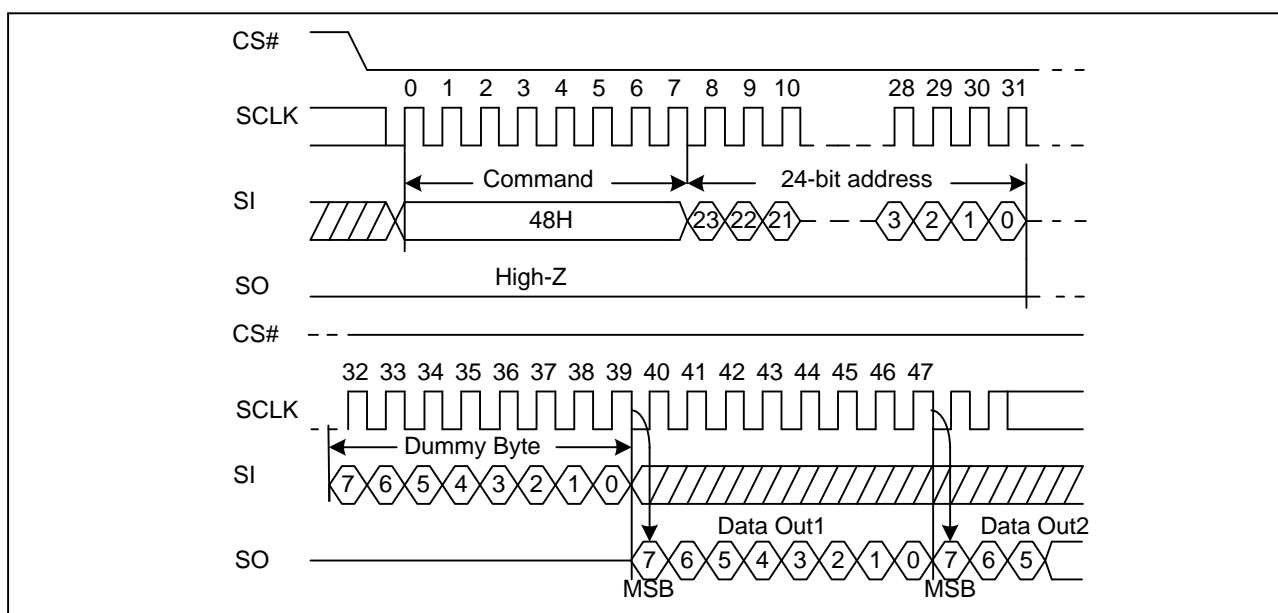 CS#
0 1 2 3 4 5 6 7 8 9 10 28 29 30 31
SCLK
Command 24-bit address
SI
48H 23 22 21 3 2 1 0
High-Z
SO
CS#
32 33 34 35 36 37 38 39 40 41 42 43 44 45 46 47
SCLK
Dummy Byte
SI
7 6 5 4 3 2 1 0
Data Out1 Data Out2
SO
7 6 5 4 3 2 1 0 7 6 5
MSB MSB